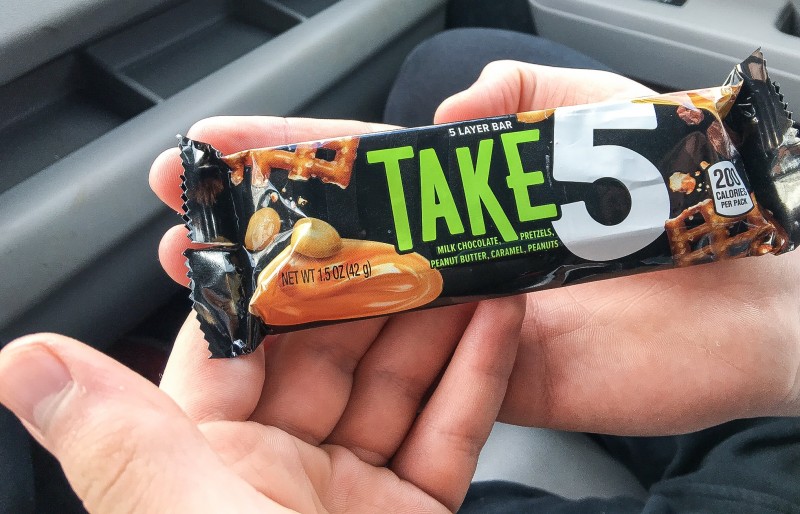 5 LAYER BAR
TAKE 5
MILK CHOCOLATE, PRETZELS,
PEANUT BUTTER, CARAMEL, PEANUTS
NET WT 1.5 OZ (42 g)
200
CALORIES
PER PACK